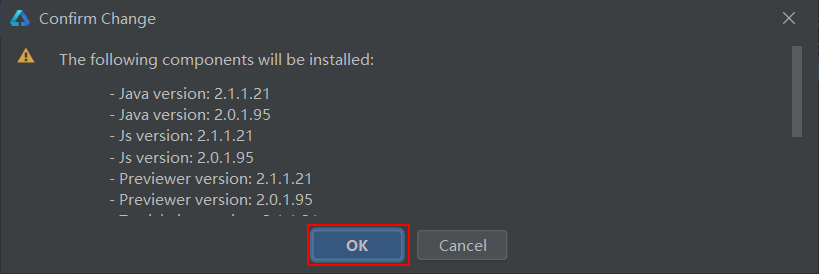 Confirm Change
The following components will be installed:
- Java version: 2.1.1.21
- Java version: 2.0.1.95
- Js version: 2.1.1.21
- Js version: 2.0.1.95
- Previewer version: 2.1.1.21
- Previewer version: 2.0.1.95
OK
Cancel